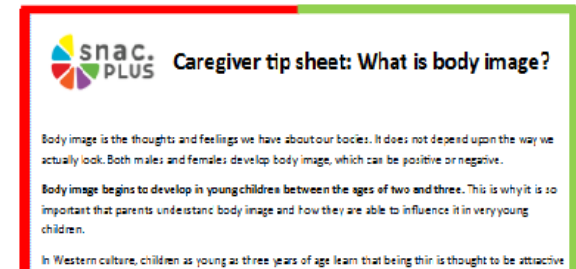 snac.
PLUS
Caregiver tip sheet: What is body image?
Body image is the thoughts and feelings we have about our bodies. It does not depend upon the way we
actually look. Both males and females develop body image, which can be positive or negative.
Body image begins to develop in young children between the ages of two and three. This is why it is so
important that parents understand body image and how they are able to influence it in very young
children.
In Western culture, children as young as three years of age learn that being thin is thought to be attractive